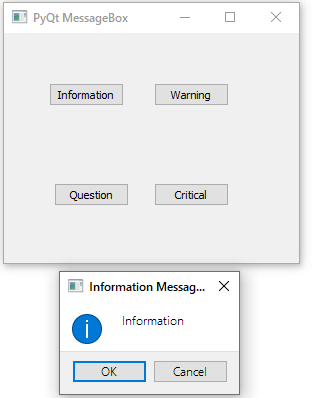 PyQt MessageBox
Information Warning
Question Critical
Information Messag...
Information
OK Cancel